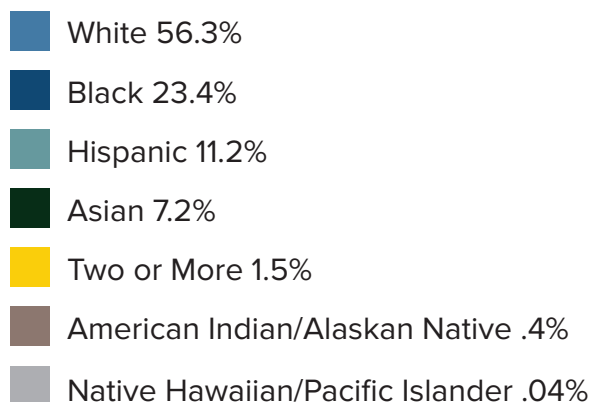 White 56.3%
Black 23.4%
Hispanic 11.2%
Asian 7.2%
Two or More 1.5%
American Indian/Alaskan Native .4%
Native Hawaiian/Pacific Islander .04%